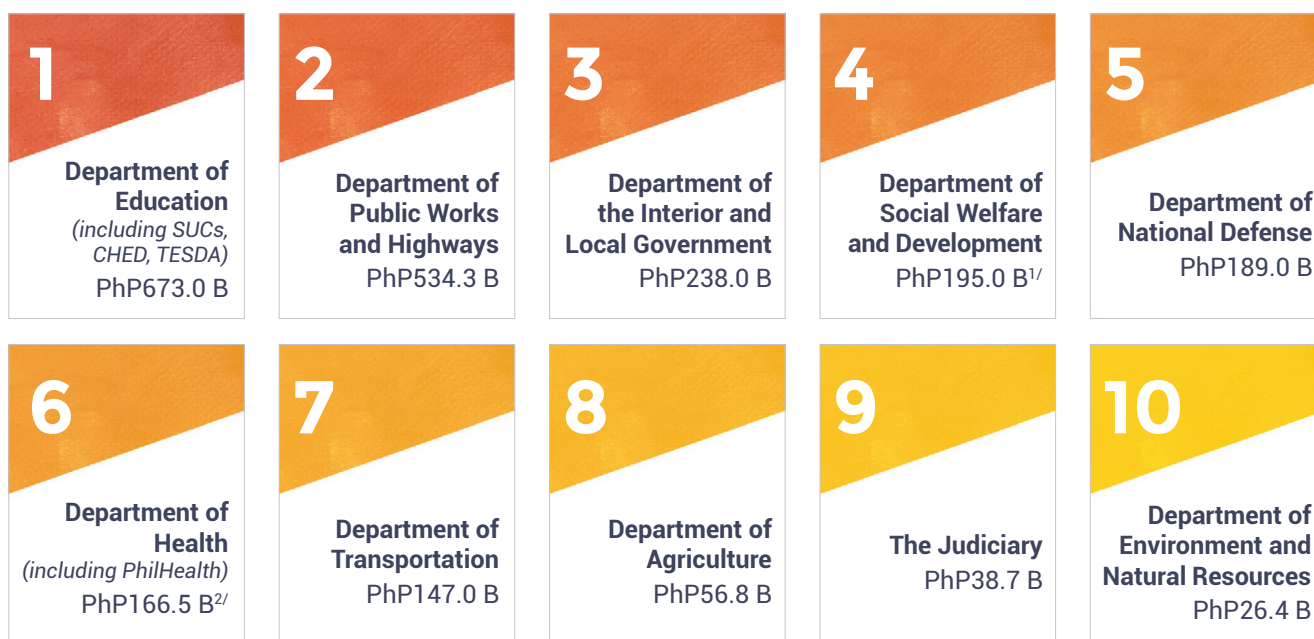 1
Department of
Education
(including SUCs,
CHED, TESDA)
PhP673.0 B
2
Department of
Public Works
and Highways
PhP534.3 B
3
Department of
the Interior and
Local Government
PhP238.0 B
4
Department of
Social Welfare
and Development
PhP195.0 B1/
5
Department of
National Defense
PhP189.0 B
6
Department of
Health
(including PhilHealth)
PhP166.5 B2/
7
Department of
Transportation
PhP147.0 B
8
Department of
Agriculture
PhP56.8 B
9
The Judiciary
PhP38.7 B
10
Department of
Environment and
Natural Resources
PhP26.4 B